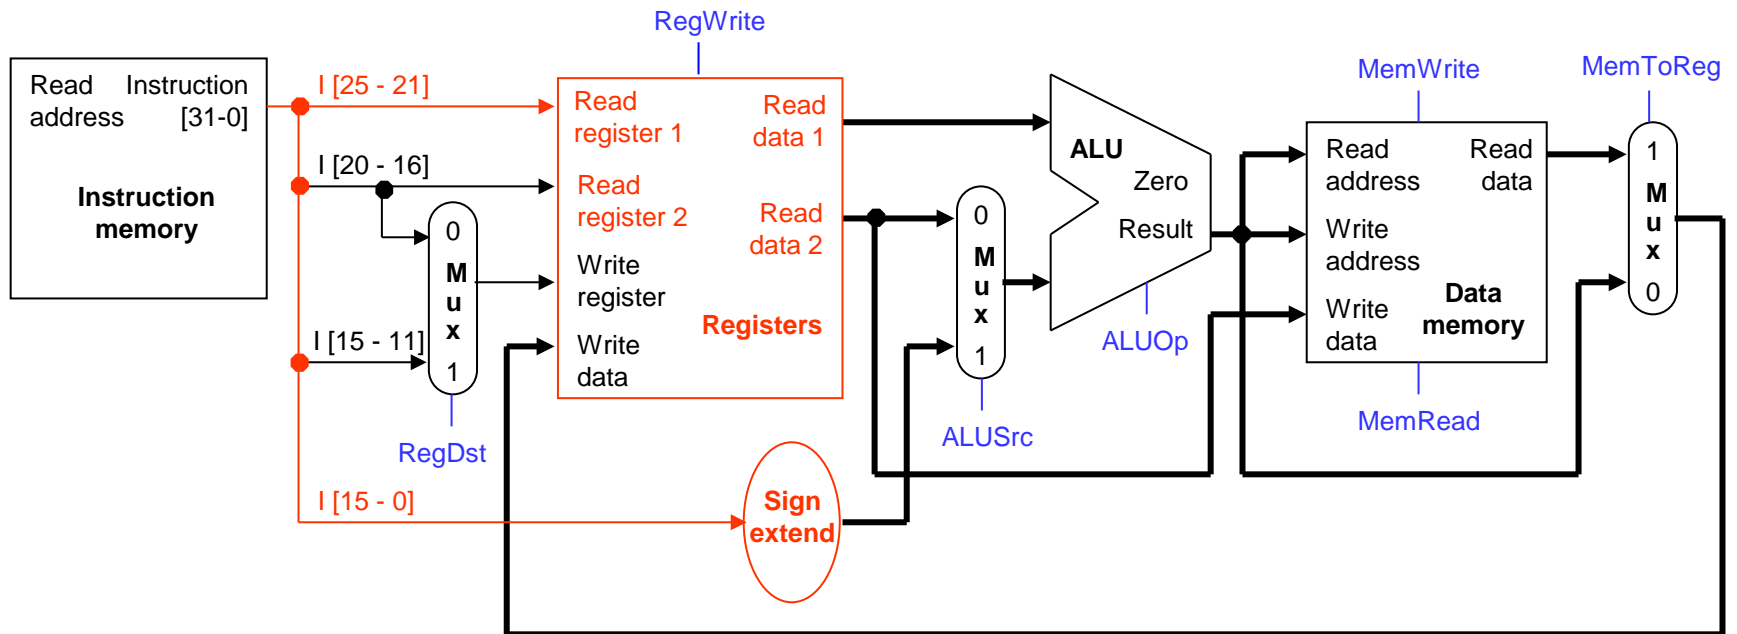 RegWrite
Read Instruction
address [31-0]
Instruction
memory
I [25 - 21]
I [20 - 16]
I [15 - 11]
I [15 - 0]
0
M
u
x
1
RegDst
Read
register 1
Read
data 1
Read
register 2
Read
data 2
Write
register
Registers
Write
data
Sign
extend
0
M
u
x
1
ALUSrc
ALU
Zero
Result
ALUOp
MemWrite
Read
address
Read
data
Write
address
Write
data
Data
memory
MemRead
MemToReg
1
M
u
x
0